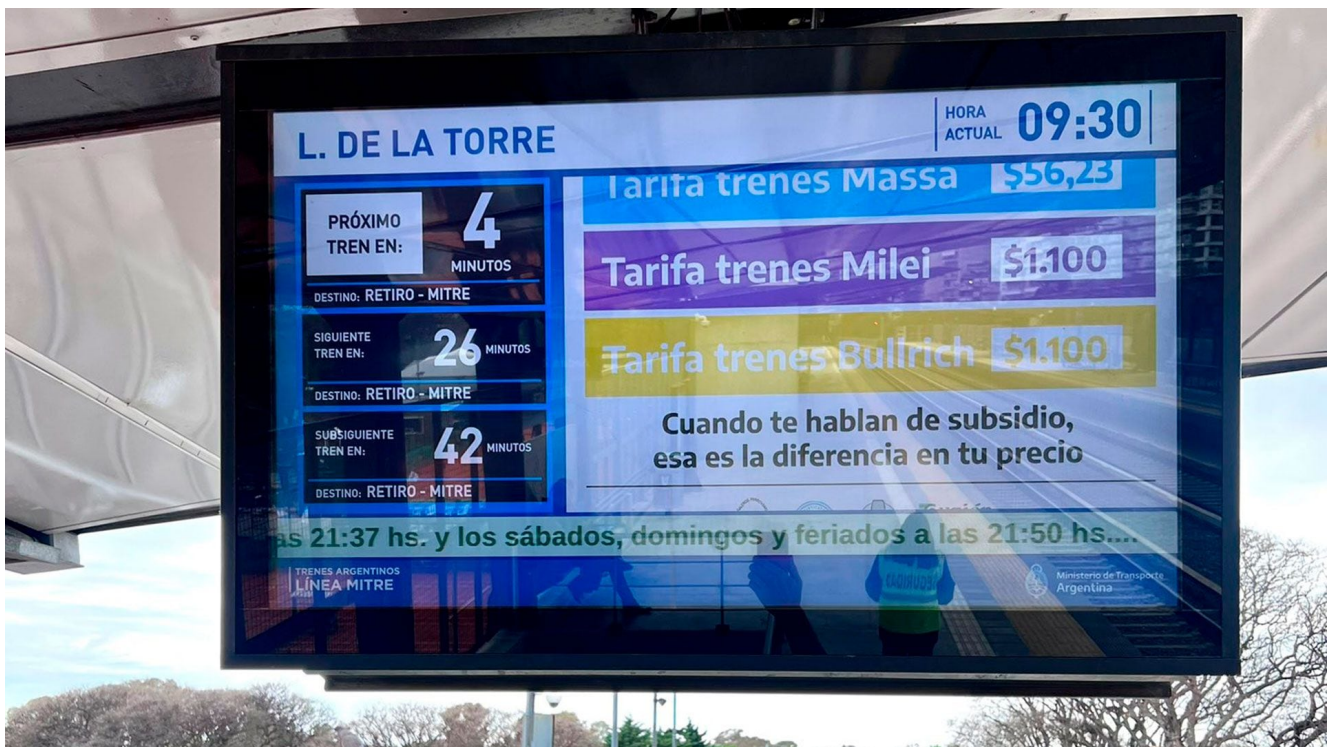 L. DE LA TORRE
HORA
ACTUAL
09:30
PRÓXIMO
TREN EN:
4
MINUTOS
DESTINO: RETIRO - MITRE
SIGUIENTE
TREN EN:
26 MINUTOS
DESTINO: RETIRO - MITRE
SUBSIGUIENTE
TREN EN:
42 MINUTOS
DESTINO: RETIRO - MITRE
Tarifa trenes Massa $56,23
Tarifa trenes Milei $1.100
Tarifa trenes Bullrich $1.100
Cuando te hablan de subsidio,
esa es la diferencia en tu precio
as 21:37 hs. y los sábados, domingos y feriados a las 21:50 hs....
TRENES ARGENTINOS
LÍNEA MITRE
Ministerio de Transporte
Argentina